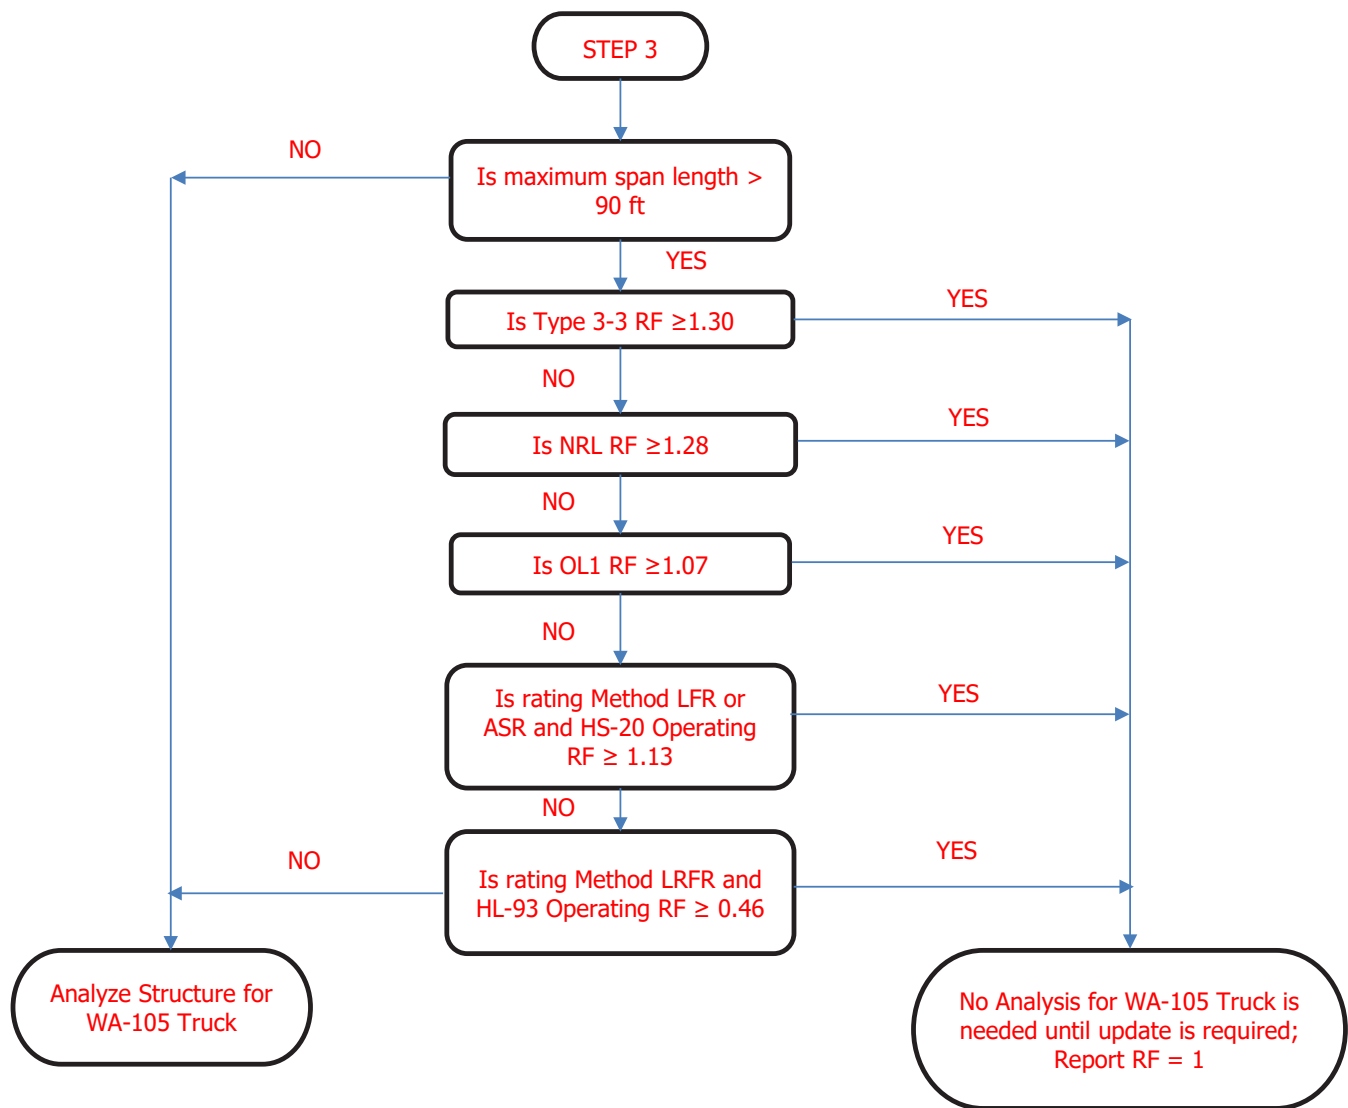 STEP 3
NO
Is maximum span length >
90 ft
YES
Is Type 3-3 RF ≥1.30
YES
NO
Is NRL RF ≥1.28
YES
NO
Is OL1 RF ≥1.07
YES
NO
Is rating Method LFR or
ASR and HS-20 Operating
RF ≥ 1.13
YES
NO
Is rating Method LRFR and
HL-93 Operating RF ≥ 0.46
NO
YES
Analyze Structure for
WA-105 Truck
No Analysis for WA-105 Truck is
needed until update is required;
Report RF = 1